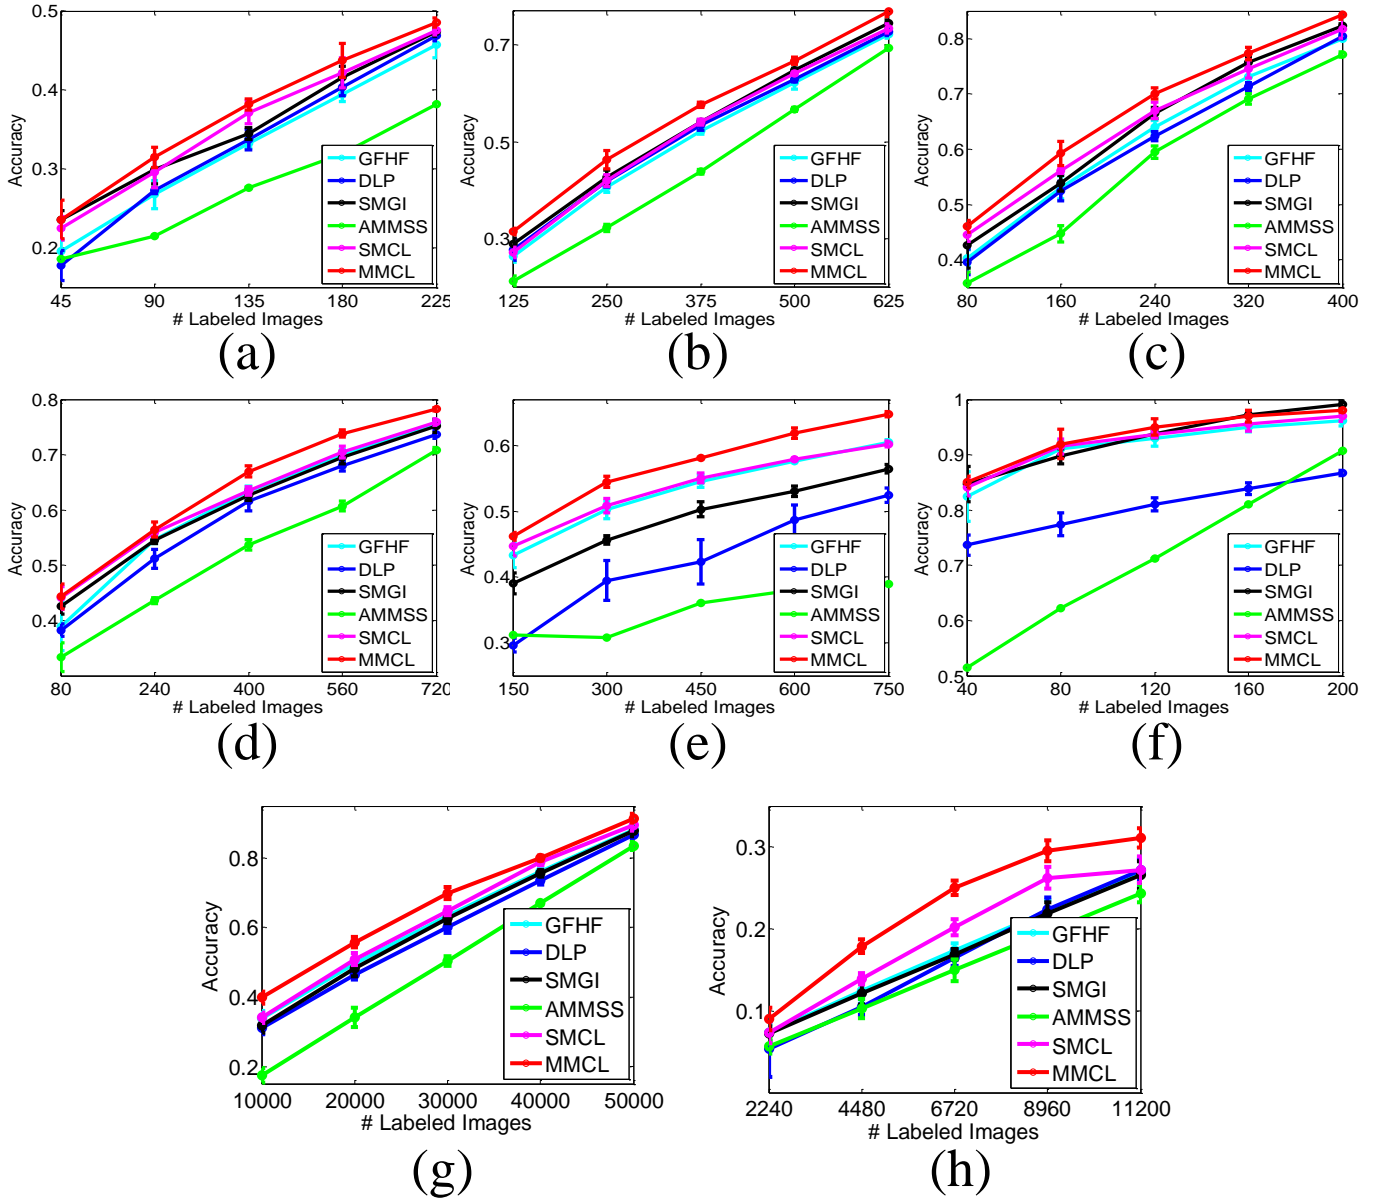 0.5
0.4
0.3
0.2
Accuracy
GFHF
DLP
SMGI
AMMSS
SMCL
MMCL
45 90 135 180 225
# Labeled Images
(a)
0.7
0.5
0.3
Accuracy
GFHF
DLP
SMGI
AMMSS
SMCL
MMCL
125 250 375 500 625
# Labeled Images
(b)
0.8
0.7
0.6
0.5
0.4
Accuracy
GFHF
DLP
SMGI
AMMSS
SMCL
MMCL
80 160 240 320 400
# Labeled Images
(c)
0.8
0.7
0.6
0.5
0.4
Accuracy
GFHF
DLP
SMGI
AMMSS
SMCL
MMCL
80 240 400 560 720
# Labeled Images
(d)
0.6
0.5
0.4
0.3
Accuracy
GFHF
DLP
SMGI
AMMSS
SMCL
MMCL
150 300 450 600 750
# Labeled Images
(e)
1
0.9
0.8
0.7
0.6
0.5
Accuracy
GFHF
DLP
SMGI
AMMSS
SMCL
MMCL
40 80 120 160 200
# Labeled Images
(f)
0.8
0.6
0.4
0.2
Accuracy
GFHF
DLP
SMGI
AMMSS
SMCL
MMCL
10000 20000 30000 40000 50000
# Labeled Images
(g)
0.3
0.2
0.1
Accuracy
GFHF
DLP
SMGI
AMMSS
SMCL
MMCL
2240 4480 6720 8960 11200
# Labeled Images
(h)